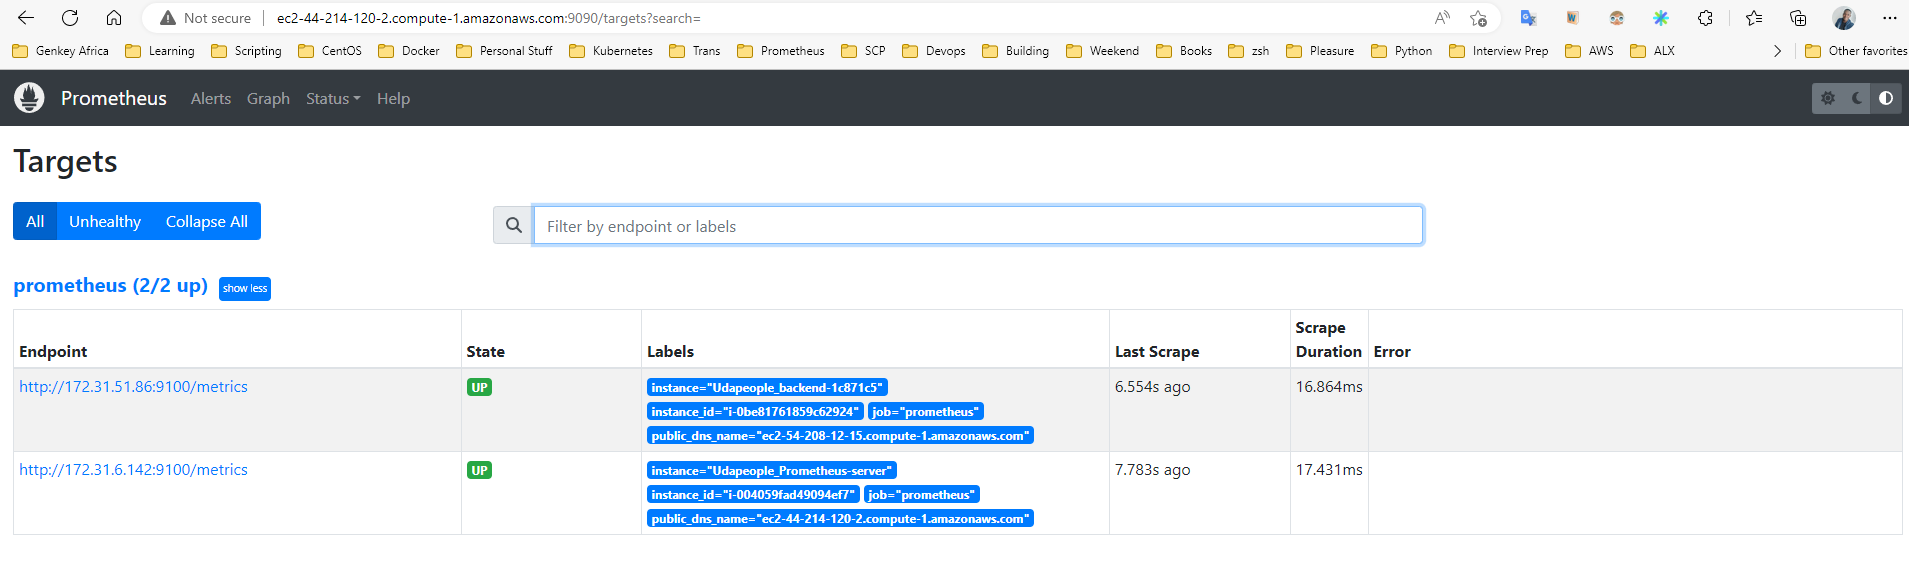 Not secure | ec2-44-214-120-2.compute-1.amazonaws.com:9090/targets?search=
Genkey Africa Learning Scripting CentOS Docker Personal Stuff Kubernetes Trans Prometheus SCP Devops Building Weekend Books zsh Pleasure Python Interview Prep AWS ALX Other favorites
Prometheus Alerts Graph Status Help
Targets
All Unhealthy Collapse All Filter by endpoint or labels
prometheus (2/2 up) show less
Endpoint State Labels Last Scrape Scrape Duration Error
http://172.31.51.86:9100/metrics UP instance="Udapeople_backend-1c871c5" 6.554s ago 16.864ms
instance_id="i-0be81761859c62924" job="prometheus"
public_dns_name="ec2-54-208-12-15.compute-1.amazonaws.com"
http://172.31.6.142:9100/metrics UP instance="Udapeople_Prometheus-server" 7.783s ago 17.431ms
instance_id="i-004059fad49094ef7" job="prometheus"
public_dns_name="ec2-44-214-120-2.compute-1.amazonaws.com"